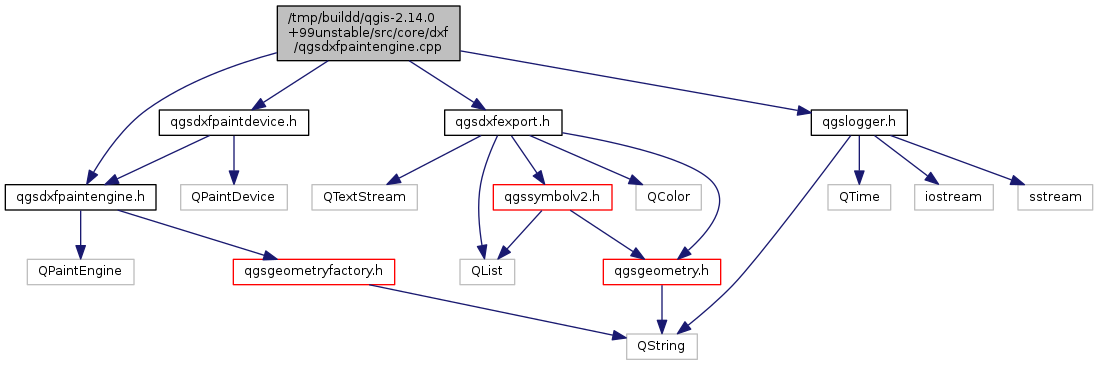 /tmp/buildd/qgis-2.14.0
+99unstable/src/core/dxf
/qgsdxfpaintengine.cpp
qgsdxfpaintdevice.h
qgsdxfexport.h
qgslogger.h
qgsdxfpaintengine.h
QPaintDevice
QTextStream
qgssymbolv2.h
QColor
QTime
iostream
sstream
QPaintEngine
qgsgeometryfactory.h
QList
qgsgeometry.h
QString